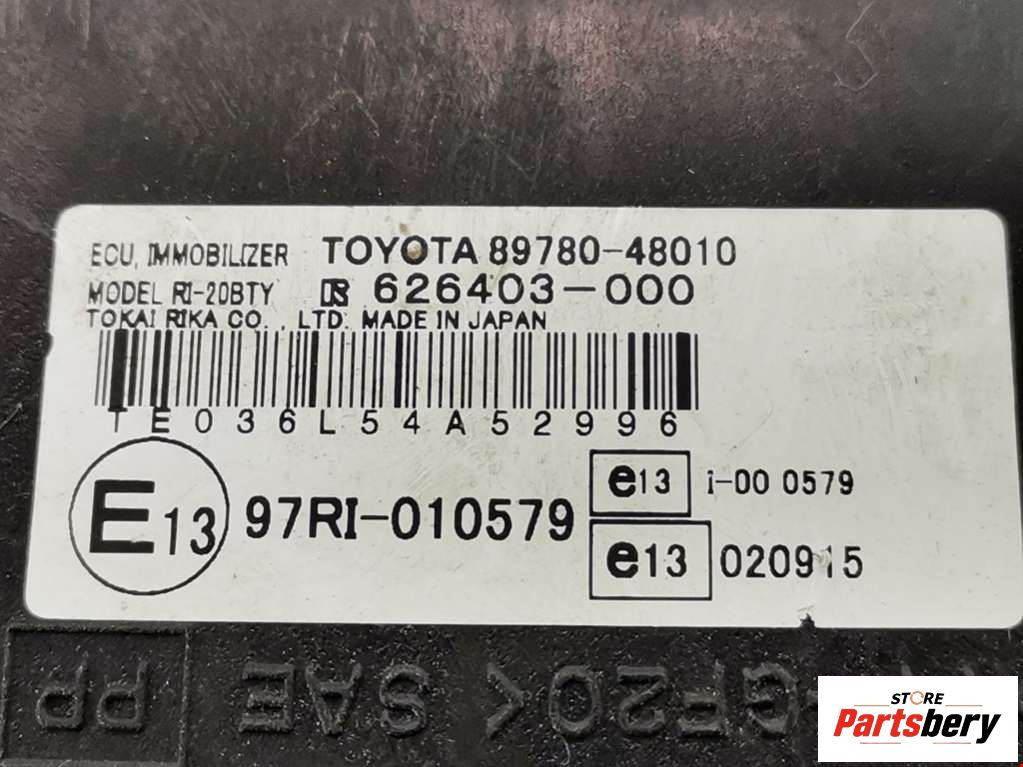 ECU, IMMOBILIZER TOYOTA 89780-48010
MODEL RI-20BTY DS 626403-000
TOKAI RIKA CO. , LTD. MADE IN JAPAN
TE036L54A52996
E13 97RI-010579
e13 i-00 0579
e13 020915
PP SAE GF20<
STORE
Partsbery